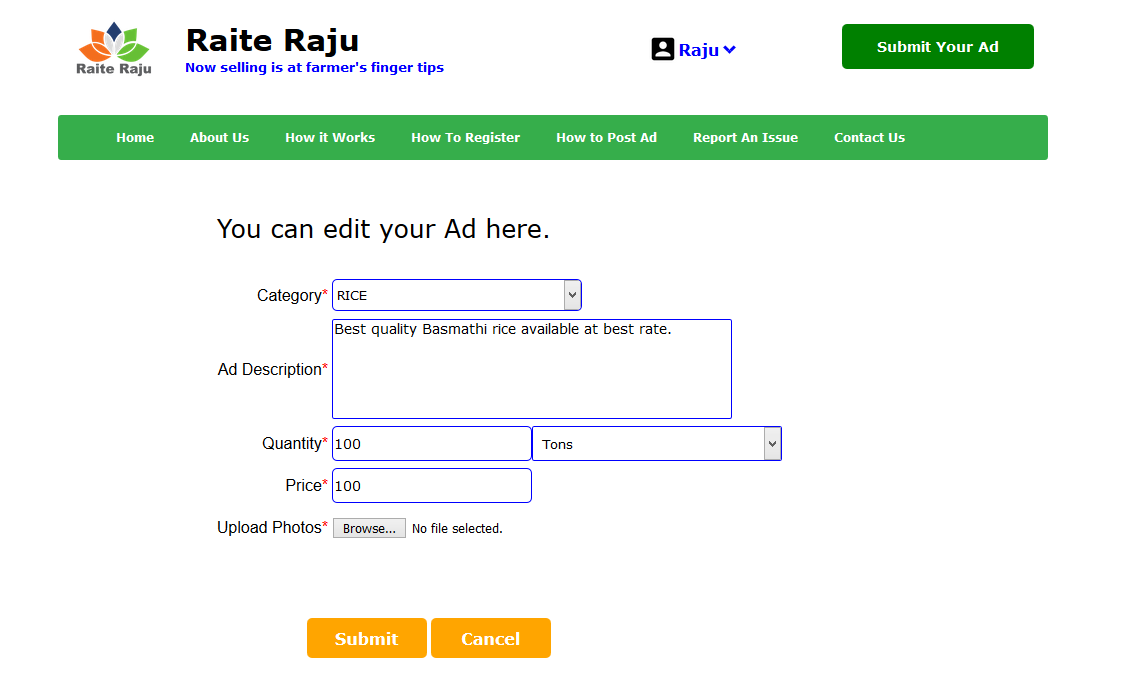 Raite Raju
Raite Raju
Now selling is at farmer's finger tips
Raju
Submit Your Ad
Home About Us How it Works How To Register How to Post Ad Report An Issue Contact Us
You can edit your Ad here.
Category* RICE
Ad Description* Best quality Basmathi rice available at best rate.
Quantity* 100 Tons
Price* 100
Upload Photos* Browse... No file selected.
Submit Cancel